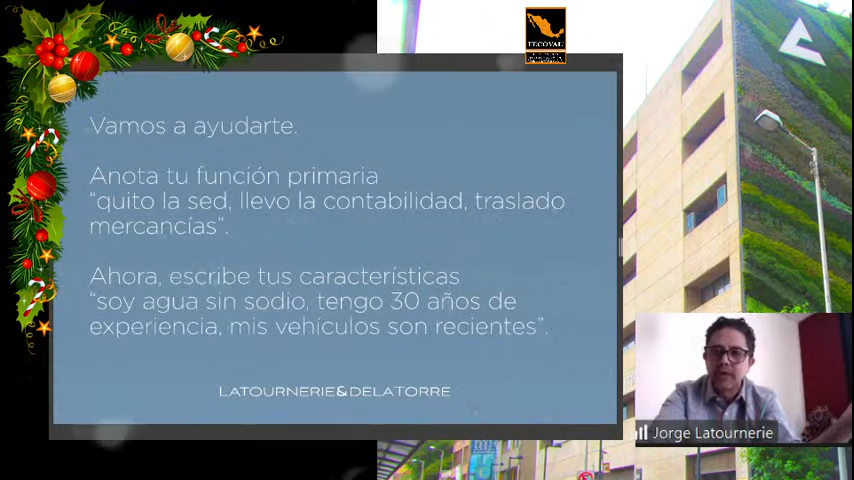 TECOVAL
Vamos a ayudarte.
Anota tu función primaria
“quito la sed, llevo la contabilidad, traslado
mercancías”.
Ahora, escribe tus características
“soy agua sin sodio, tengo 30 años de
experiencia, mis vehículos son recientes”.
LATOURNERIE&DELATORRE
Jorge Latournerie